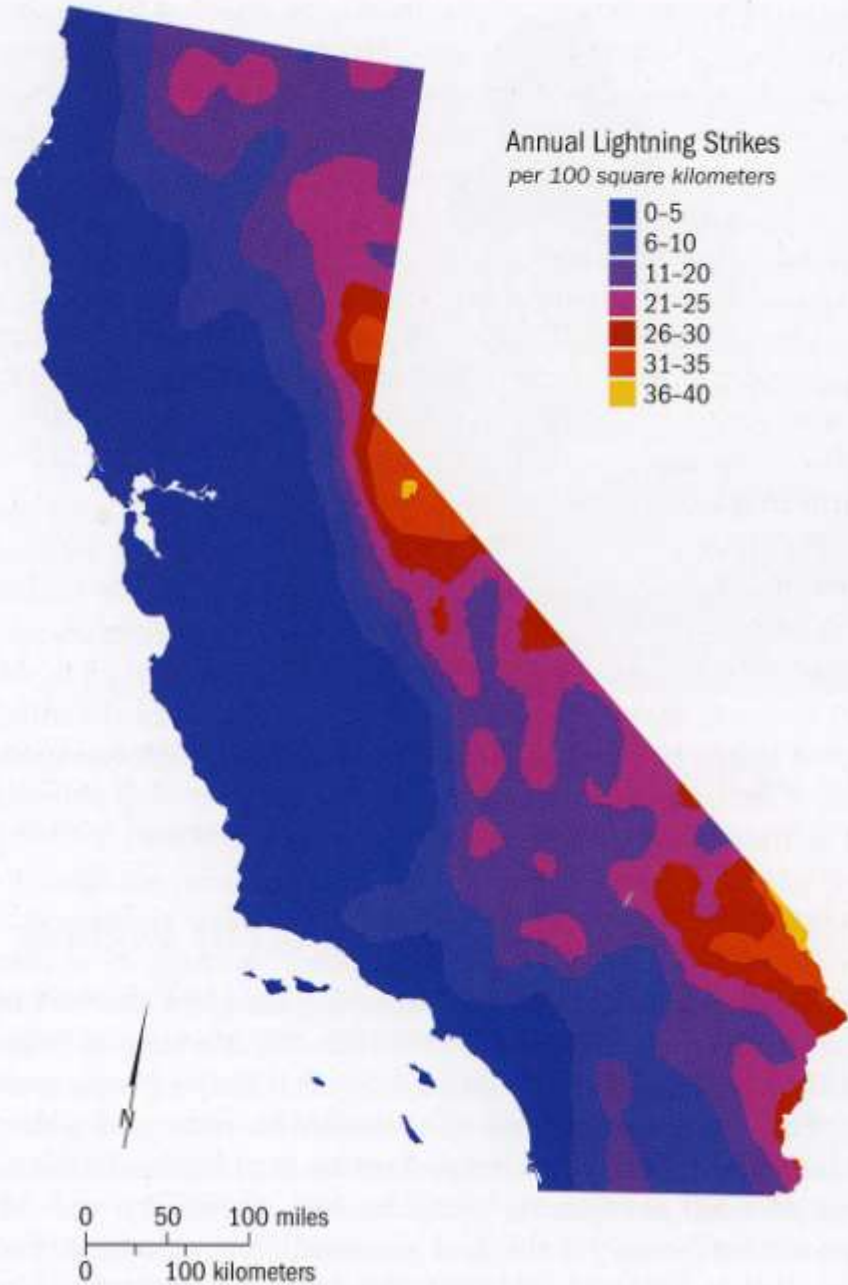 Annual Lightning Strikes
per 100 square kilometers
0–5
6–10
11–20
21–25
26–30
31–35
36–40
N
0 50 100 miles
0 100 kilometers